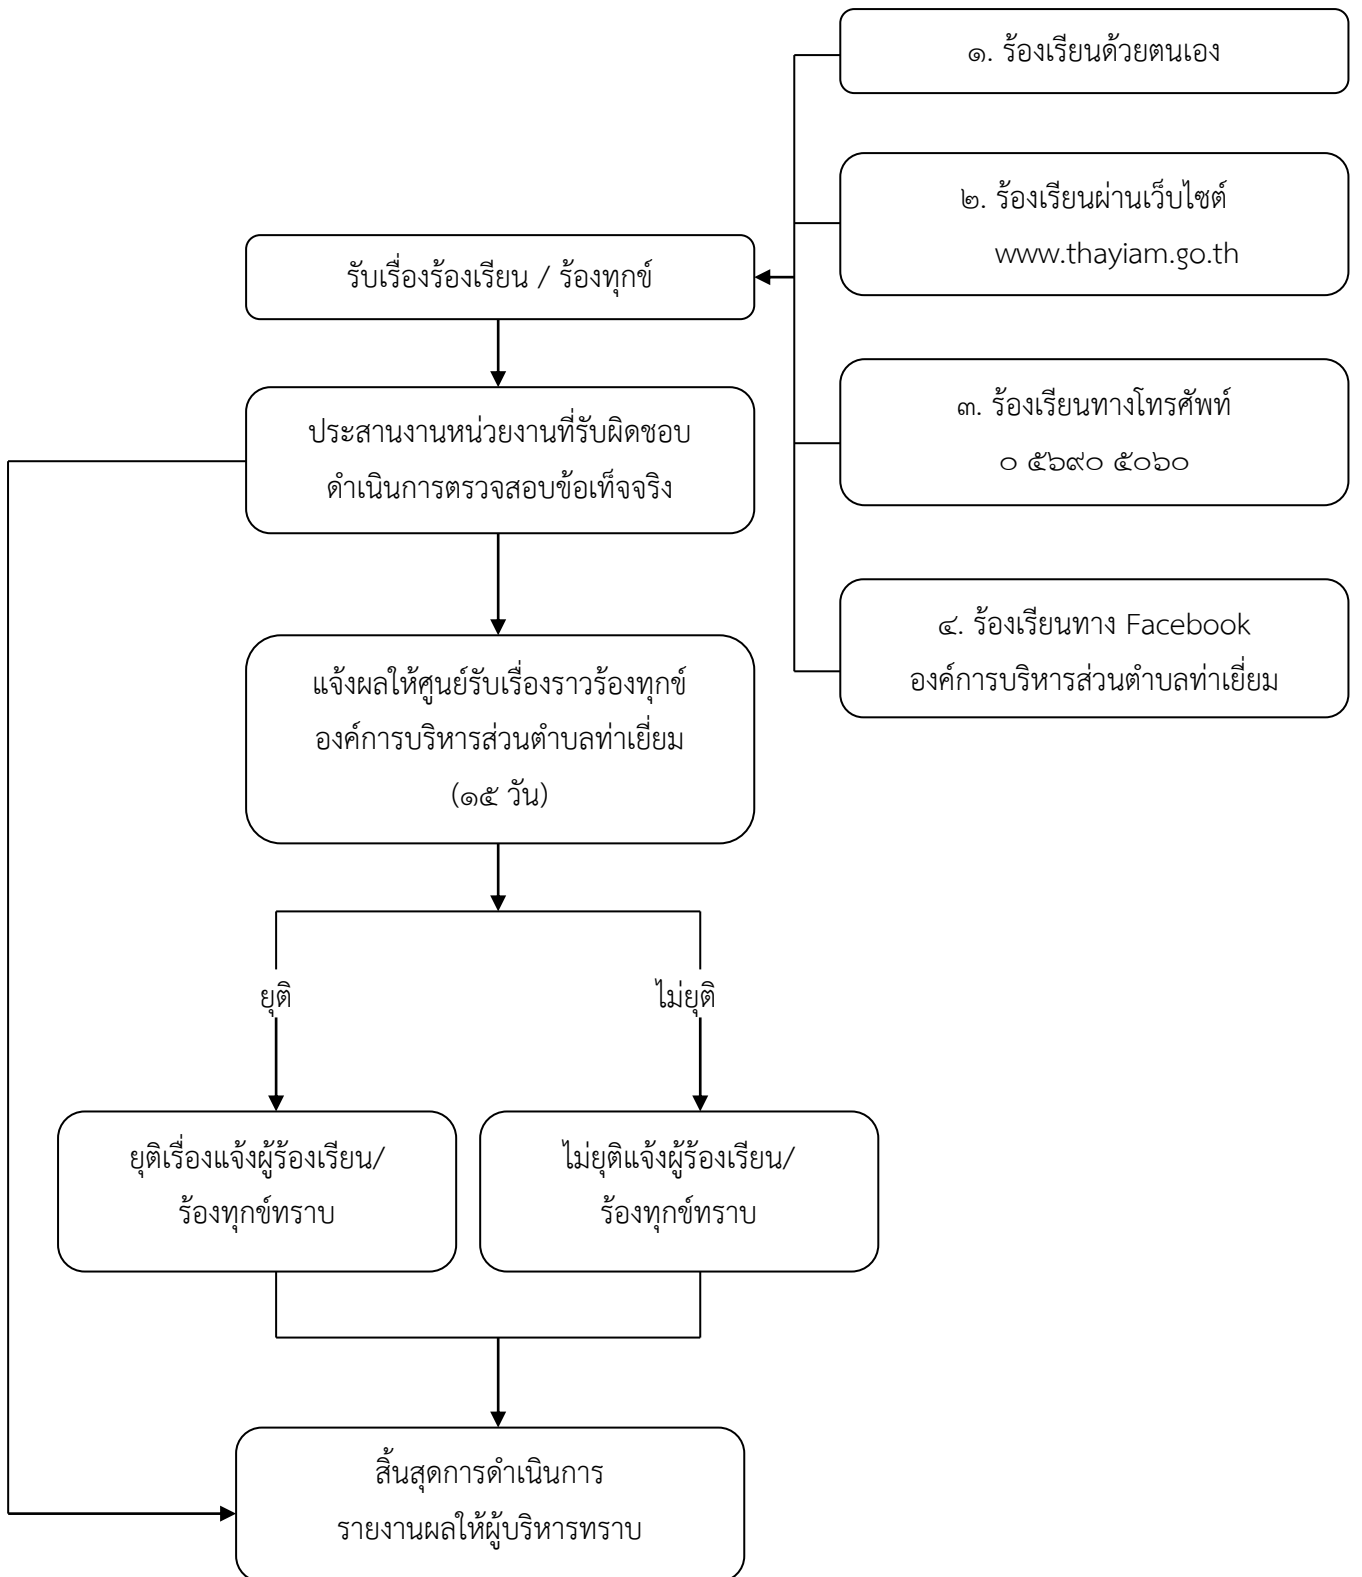 ๑. ร้องเรียนด้วยตนเอง
๒. ร้องเรียนผ่านเว็บไซต์
www.thayiam.go.th
รับเรื่องร้องเรียน / ร้องทุกข์
๓. ร้องเรียนทางโทรศัพท์
๐ ๕๖๙๐ ๕๐๖๐
ประสานงานหน่วยงานที่รับผิดชอบ
ดำเนินการตรวจสอบข้อเท็จจริง
๔. ร้องเรียนทาง Facebook
องค์การบริหารส่วนตำบลท่าเยี่ยม
แจ้งผลให้ศูนย์รับเรื่องราวร้องทุกข์
องค์การบริหารส่วนตำบลท่าเยี่ยม
(๑๕ วัน)
ยุติ
ไม่ยุติ
ยุติเรื่องแจ้งผู้ร้องเรียน/
ร้องทุกข์ทราบ
ไม่ยุติแจ้งผู้ร้องเรียน/
ร้องทุกข์ทราบ
สิ้นสุดการดำเนินการ
รายงานผลให้ผู้บริหารทราบ